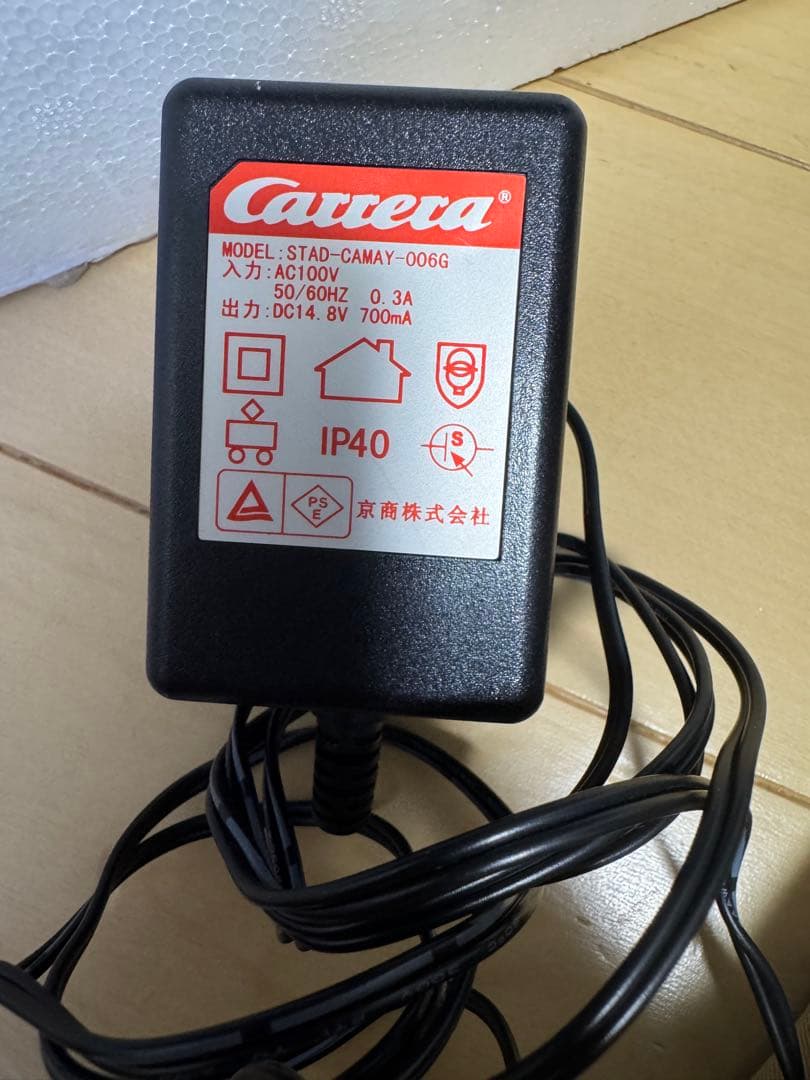 Carrera®
MODEL:STAD-CAMAY-006G
入力:AC100V
50/60HZ 0.3A
出力:DC14.8V 700mA
IP40
S
PS
E
京商株式会社